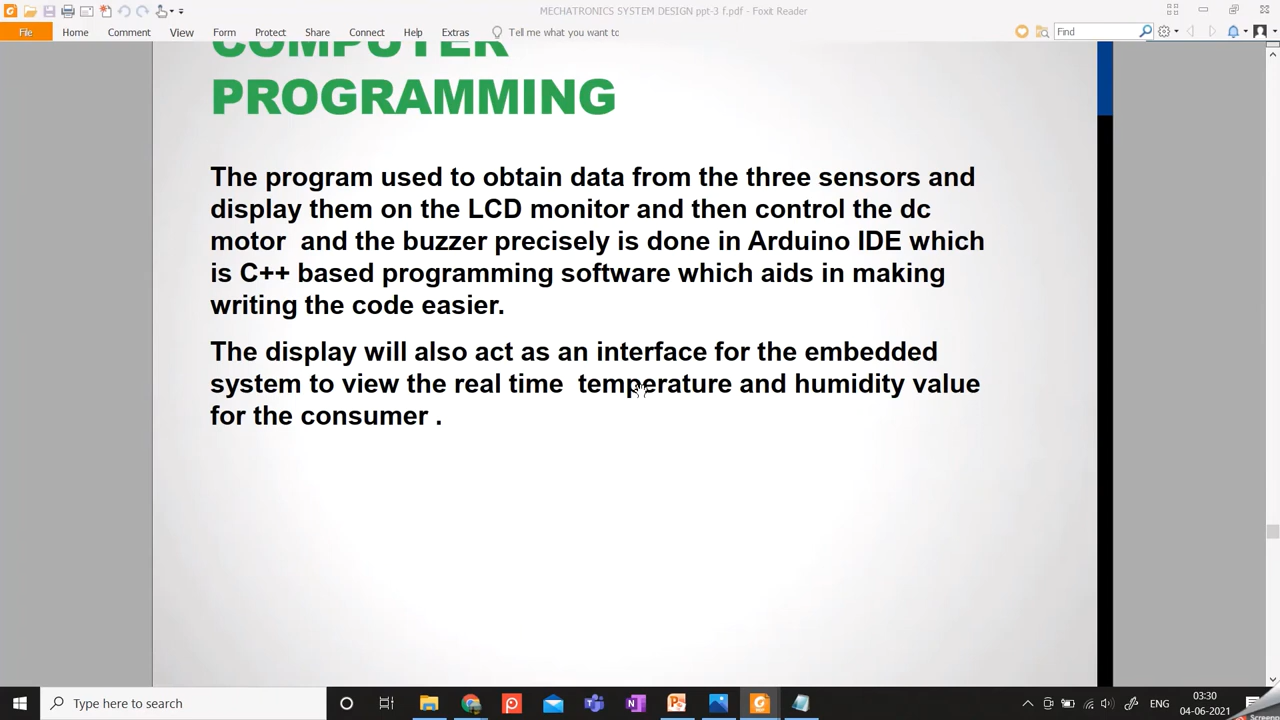 MECHATRONICS SYSTEM DESIGN ppt-3 f.pdf - Foxit Reader
File Home Comment View Form Protect Share Connect Help Extras Tell me what you want to Find
COMPUTER
PROGRAMMING
The program used to obtain data from the three sensors and
display them on the LCD monitor and then control the dc
motor  and the buzzer precisely is done in Arduino IDE which
is C++ based programming software which aids in making
writing the code easier.
The display will also act as an interface for the embedded
system to view the real time  temperature and humidity value
for the consumer .
Type here to search
ENG
03:30
04-06-2021